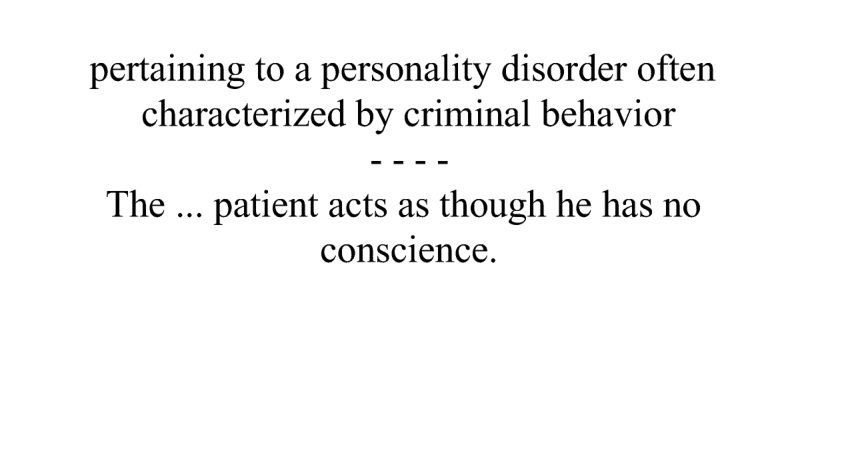 pertaining to a personality disorder often
characterized by criminal behavior
- - - -
The ... patient acts as though he has no
conscience.